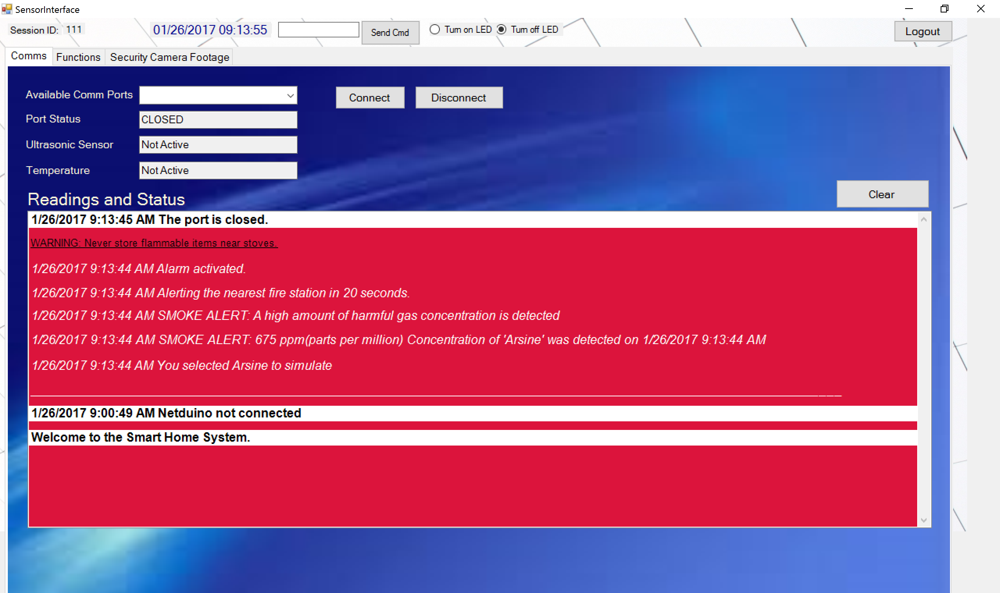 SensorInterface
Session ID: 111 01/26/2017 09:13:55 Send Cmd Turn on LED Turn off LED Logout
Comms Functions Security Camera Footage
Available Comm Ports Connect Disconnect
Port Status CLOSED
Ultrasonic Sensor Not Active
Temperature Not Active
Readings and Status Clear
1/26/2017 9:13:45 AM The port is closed.
WARNING: Never store flammable items near stoves.
1/26/2017 9:13:44 AM Alarm activated.
1/26/2017 9:13:44 AM Alerting the nearest fire station in 20 seconds.
1/26/2017 9:13:44 AM SMOKE ALERT: A high amount of harmful gas concentration is detected
1/26/2017 9:13:44 AM SMOKE ALERT: 675 ppm(parts per million) Concentration of 'Arsine' was detected on 1/26/2017 9:13:44 AM
1/26/2017 9:13:44 AM You selected Arsine to simulate
1/26/2017 9:00:49 AM Netduino not connected
Welcome to the Smart Home System.